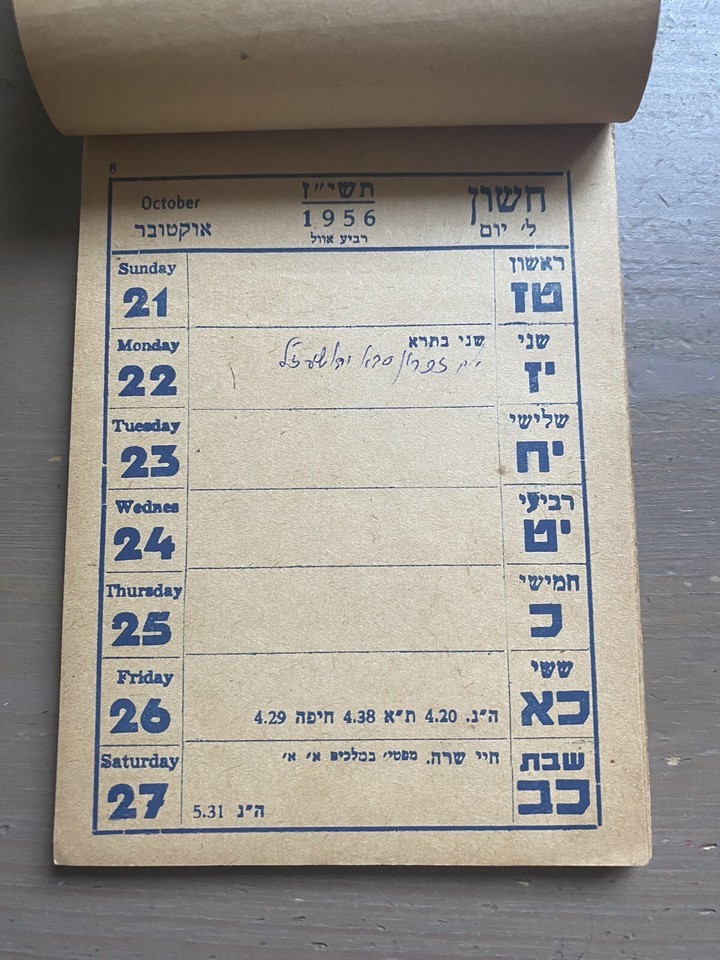 8
חשון תשי״ז October
ל׳ יום 1956 אוקטובר
רביע אוול
ראשון Sunday
טז 21
שני שני בתרא Monday
יז 22
שלישי Tuesday
יח 23
רביעי Wednes
יט 24
חמישי Thursday
כ 25
ששי Friday
כא ה״נ. 4.20 ת״א 4.38 חיפה 4.29 26
שבת חיי שרה. מפטי׳ במלכים א׳ א׳ Saturday
כב ה״נ 5.31 27